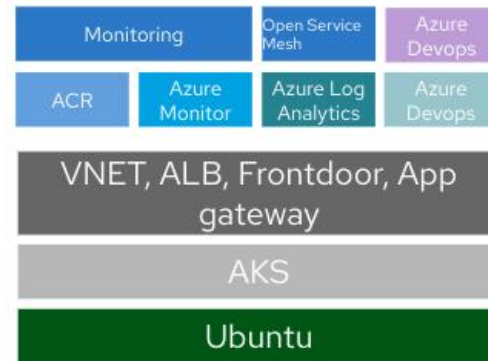 Monitoring
Open Service
Mesh
Azure
Devops
ACR
Azure
Monitor
Azure Log
Analytics
Azure
Devops
VNET, ALB, Frontdoor, App
gateway
AKS
Ubuntu